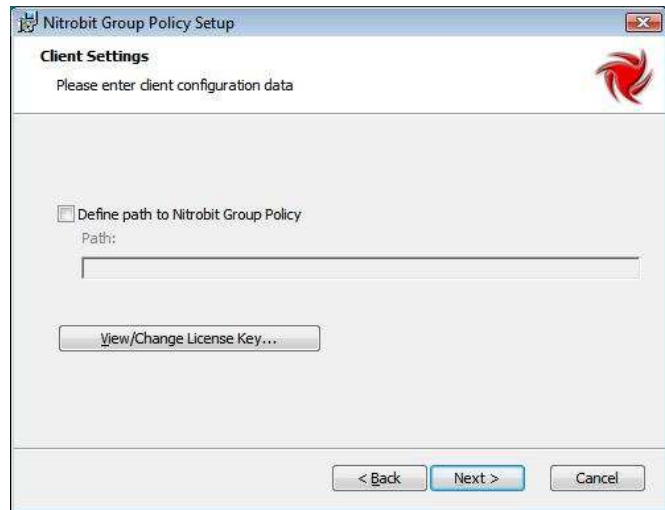 Nitrobit Group Policy Setup
Client Settings
Please enter client configuration data
Define path to Nitrobit Group Policy
Path:
View/Change License Key...
< Back Next > Cancel